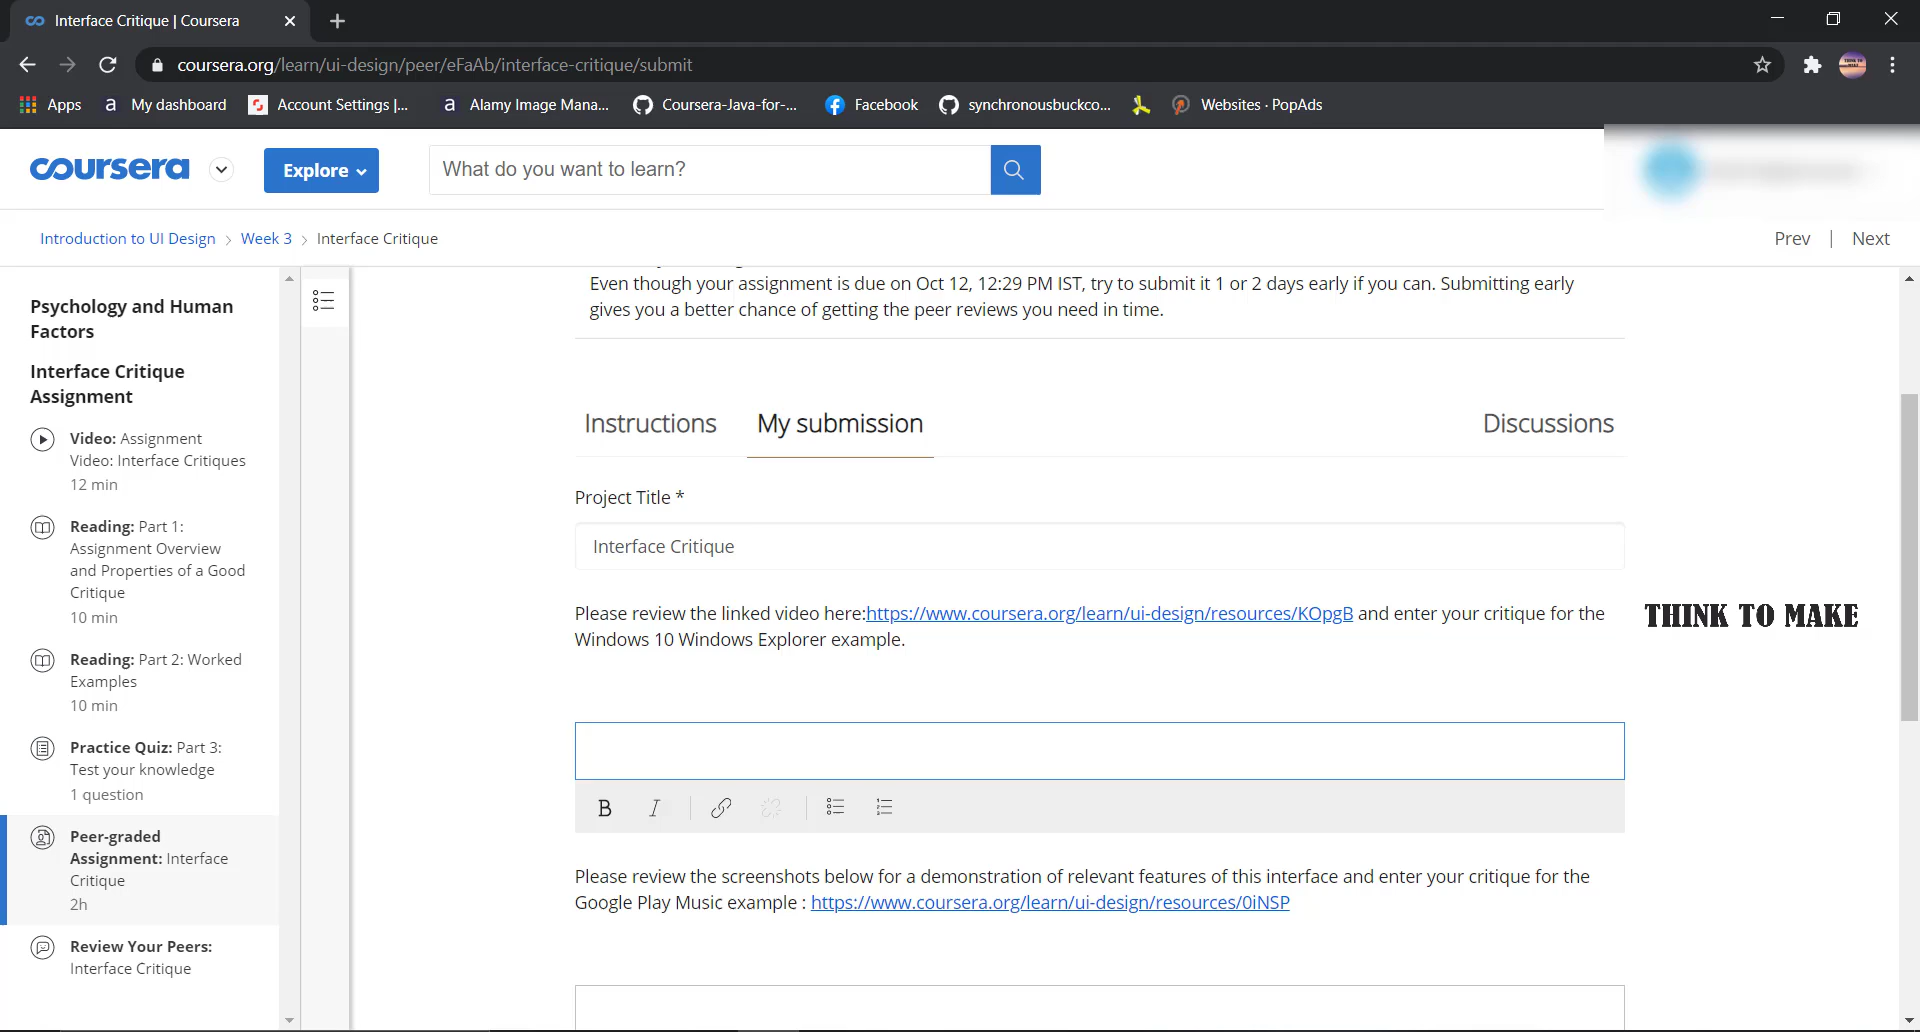 Interface Critique | Coursera
coursera.org/learn/ui-design/peer/eFaAb/interface-critique/submit
Apps My dashboard Account Settings |... Alamy Image Mana... Coursera-Java-for-... Facebook synchronousbuckco... Websites · PopAds
coursera Explore What do you want to learn?
Introduction to UI Design > Week 3 > Interface Critique Prev | Next
Psychology and Human
Factors
Interface Critique
Assignment
Video: Assignment
Video: Interface Critiques
12 min
Reading: Part 1:
Assignment Overview
and Properties of a Good
Critique
10 min
Reading: Part 2: Worked
Examples
10 min
Practice Quiz: Part 3:
Test your knowledge
1 question
Peer-graded
Assignment: Interface
Critique
2h
Review Your Peers:
Interface Critique
Even though your assignment is due on Oct 12, 12:29 PM IST, try to submit it 1 or 2 days early if you can. Submitting early
gives you a better chance of getting the peer reviews you need in time.
Instructions My submission Discussions
Project Title *
Interface Critique
Please review the linked video here:https://www.coursera.org/learn/ui-design/resources/KOpgB and enter your critique for the
Windows 10 Windows Explorer example.
THINK TO MAKE
B I
Please review the screenshots below for a demonstration of relevant features of this interface and enter your critique for the
Google Play Music example : https://www.coursera.org/learn/ui-design/resources/0iNSP